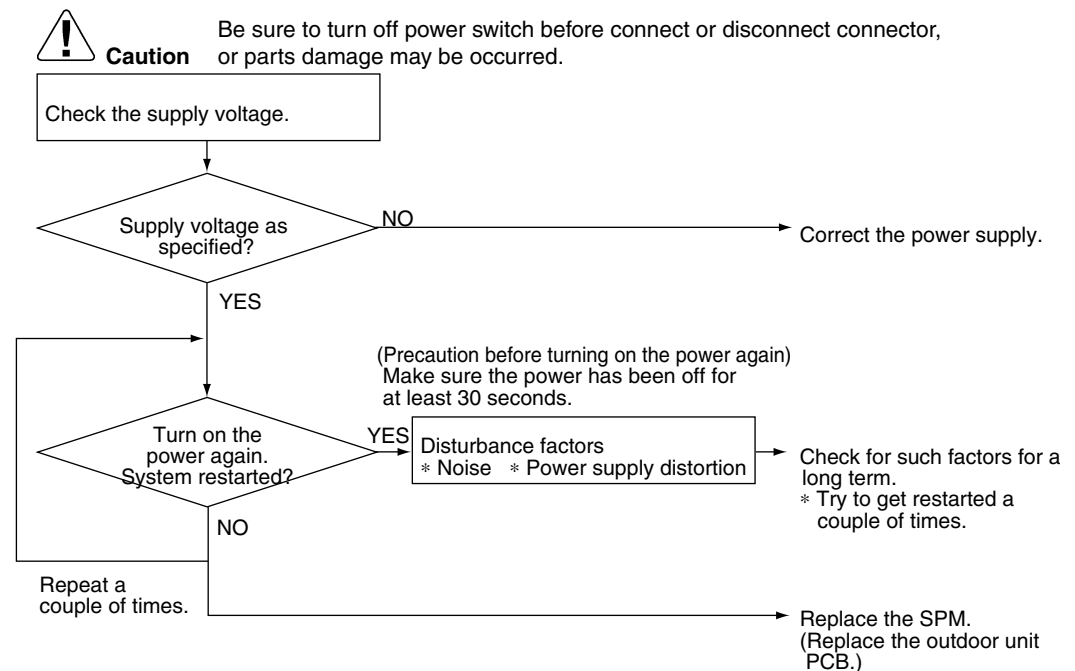 Be sure to turn off power switch before connect or disconnect connector,
Caution or parts damage may be occurred.
Check the supply voltage.
Supply voltage as
specified?
NO
Correct the power supply.
YES
(Precaution before turning on the power again)
Make sure the power has been off for
at least 30 seconds.
Turn on the
power again.
System restarted?
YES
Disturbance factors
* Noise * Power supply distortion
Check for such factors for a
long term.
* Try to get restarted a
couple of times.
NO
Repeat a
couple of times.
Replace the SPM.
(Replace the outdoor unit
PCB.)